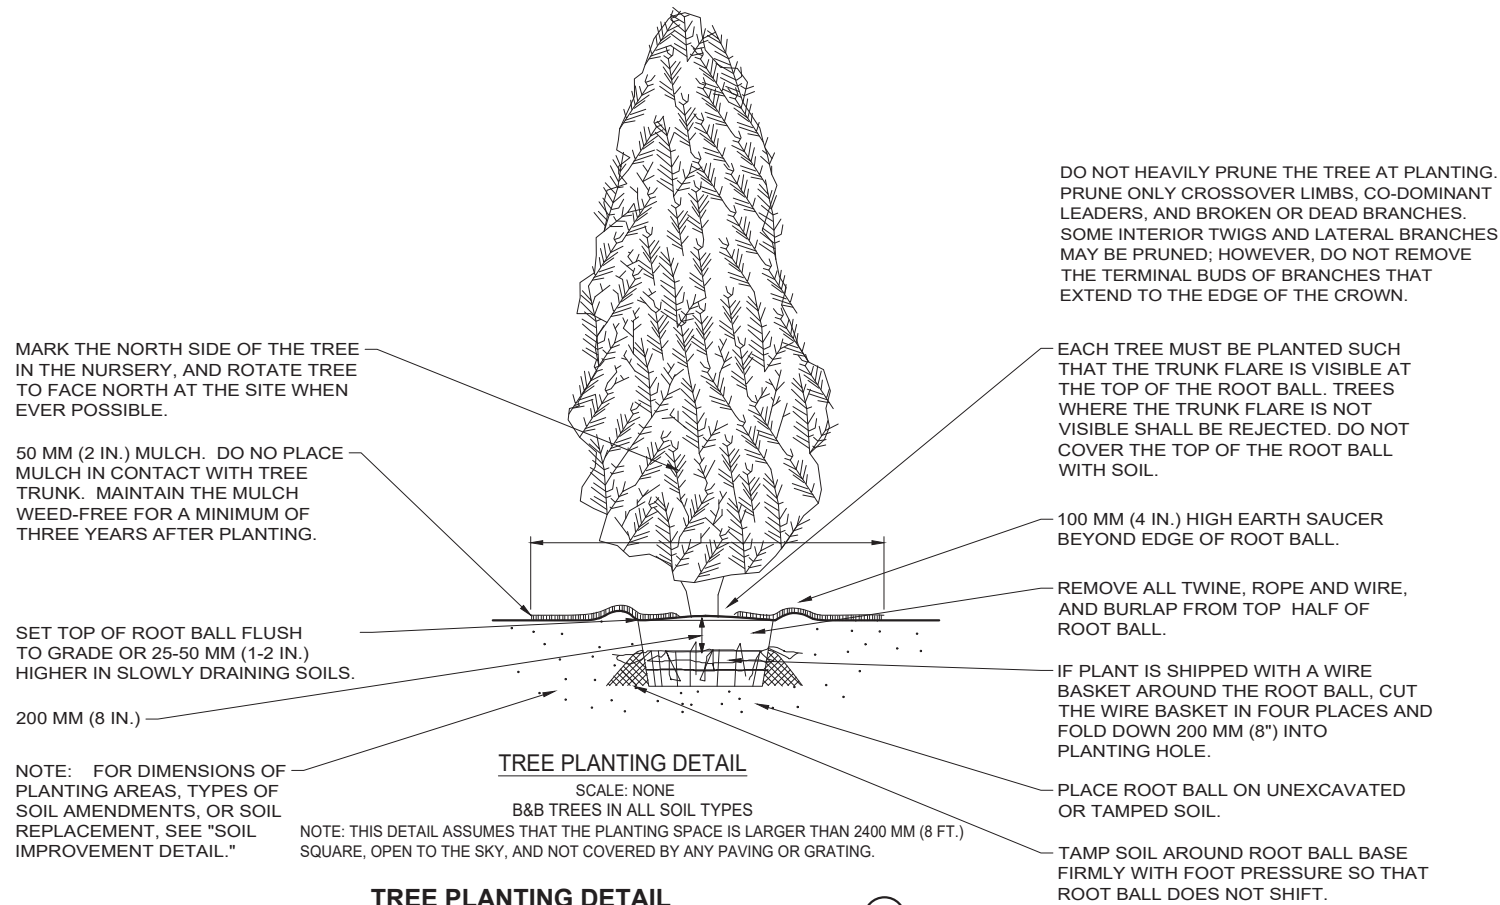 DO NOT HEAVILY PRUNE THE TREE AT PLANTING.
PRUNE ONLY CROSSOVER LIMBS, CO-DOMINANT
LEADERS, AND BROKEN OR DEAD BRANCHES.
SOME INTERIOR TWIGS AND LATERAL BRANCHES
MAY BE PRUNED; HOWEVER, DO NOT REMOVE
THE TERMINAL BUDS OF BRANCHES THAT
EXTEND TO THE EDGE OF THE CROWN.
MARK THE NORTH SIDE OF THE TREE
IN THE NURSERY, AND ROTATE TREE
TO FACE NORTH AT THE SITE WHEN
EVER POSSIBLE.
50 MM (2 IN.) MULCH. DO NO PLACE
MULCH IN CONTACT WITH TREE
TRUNK. MAINTAIN THE MULCH
WEED-FREE FOR A MINIMUM OF
THREE YEARS AFTER PLANTING.
SET TOP OF ROOT BALL FLUSH
TO GRADE OR 25-50 MM (1-2 IN.)
HIGHER IN SLOWLY DRAINING SOILS.
200 MM (8 IN.)
NOTE: FOR DIMENSIONS OF
PLANTING AREAS, TYPES OF
SOIL AMENDMENTS, OR SOIL
REPLACEMENT, SEE "SOIL
IMPROVEMENT DETAIL."
EACH TREE MUST BE PLANTED SUCH
THAT THE TRUNK FLARE IS VISIBLE AT
THE TOP OF THE ROOT BALL. TREES
WHERE THE TRUNK FLARE IS NOT
VISIBLE SHALL BE REJECTED. DO NOT
COVER THE TOP OF THE ROOT BALL
WITH SOIL.
100 MM (4 IN.) HIGH EARTH SAUCER
BEYOND EDGE OF ROOT BALL.
REMOVE ALL TWINE, ROPE AND WIRE,
AND BURLAP FROM TOP HALF OF
ROOT BALL.
IF PLANT IS SHIPPED WITH A WIRE
BASKET AROUND THE ROOT BALL, CUT
THE WIRE BASKET IN FOUR PLACES AND
FOLD DOWN 200 MM (8") INTO
PLANTING HOLE.
PLACE ROOT BALL ON UNEXCAVATED
OR TAMPED SOIL.
TAMP SOIL AROUND ROOT BALL BASE
FIRMLY WITH FOOT PRESSURE SO THAT
ROOT BALL DOES NOT SHIFT.
TREE PLANTING DETAIL
SCALE: NONE
B&B TREES IN ALL SOIL TYPES
NOTE: THIS DETAIL ASSUMES THAT THE PLANTING SPACE IS LARGER THAN 2400 MM (8 FT.)
SQUARE, OPEN TO THE SKY, AND NOT COVERED BY ANY PAVING OR GRATING.
TREE PLANTING DETAIL